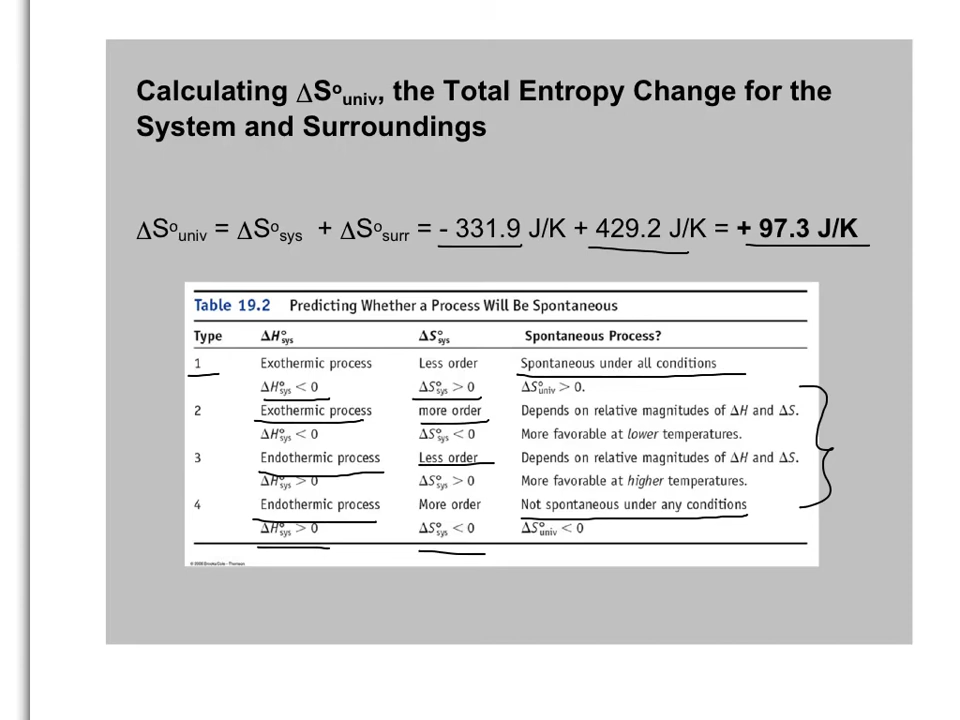 Calculating ΔS°univ, the Total Entropy Change for the
System and Surroundings
ΔS°univ = ΔS°sys + ΔS°surr = - 331.9 J/K + 429.2 J/K = + 97.3 J/K
Table 19.2 Predicting Whether a Process Will Be Spontaneous
Type ΔH°sys ΔS°sys Spontaneous Process?
1 Exothermic process Less order Spontaneous under all conditions
ΔH°sys < 0 ΔS°sys > 0 ΔS°univ > 0.
2 Exothermic process more order Depends on relative magnitudes of ΔH and ΔS.
ΔH°sys < 0 ΔS°sys < 0 More favorable at lower temperatures.
3 Endothermic process Less order Depends on relative magnitudes of ΔH and ΔS.
ΔH°sys > 0 ΔS°sys > 0 More favorable at higher temperatures.
4 Endothermic process More order Not spontaneous under any conditions
ΔH°sys > 0 ΔS°sys < 0 ΔS°univ < 0